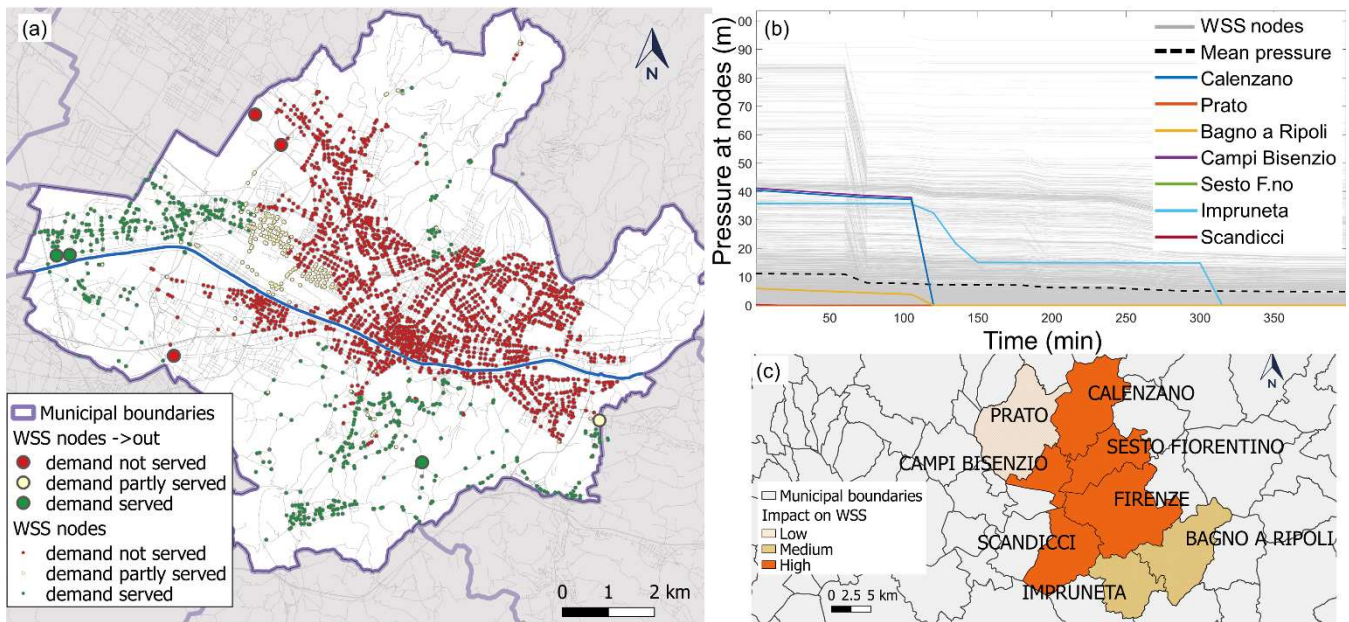 (a)
N
Municipal boundaries
WSS nodes ->out
demand not served
demand partly served
demand served
WSS nodes
demand not served
demand partly served
demand served
0 1 2 km
(b)
Pressure at nodes (m)
00
90
80
70
60
50
40
30
20
10
0
50 100 150 200 250 300 350
Time (min)
WSS nodes
Mean pressure
Calenzano
Prato
Bagno a Ripoli
Campi Bisenzio
Sesto F.no
Impruneta
Scandicci
(c)
N
CALENZANO
PRATO
SESTO FIORENTINO
CAMPI BISENZIO
FIRENZE
SCANDICCI
BAGNO A RIPOLI
IMPRUNETA
Municipal boundaries
Impact on WSS
Low
Medium
High
0 2.5 5 km